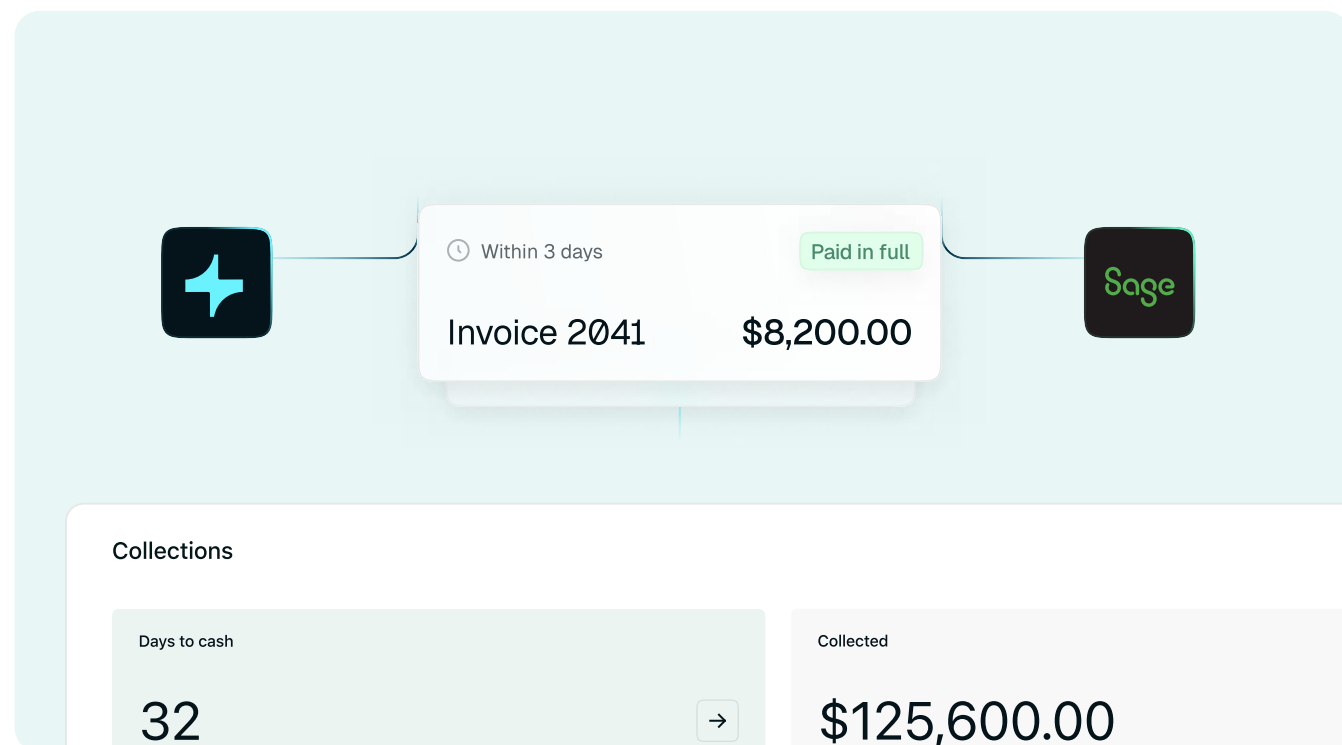 Within 3 days
Paid in full
Invoice 2041
$8,200.00
Sage
Collections
Days to cash
32
Collected
$125,600.00